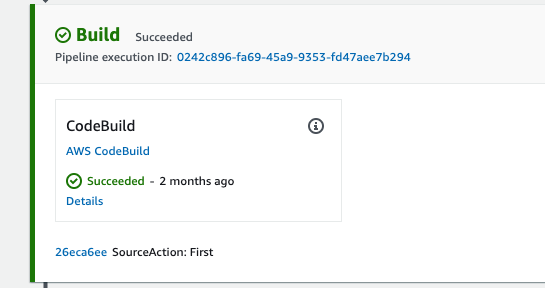 Build Succeeded
Pipeline execution ID: 0242c896-fa69-45a9-9353-fd47aee7b294
CodeBuild
AWS CodeBuild
Succeeded - 2 months ago
Details
26eca6ee SourceAction: First